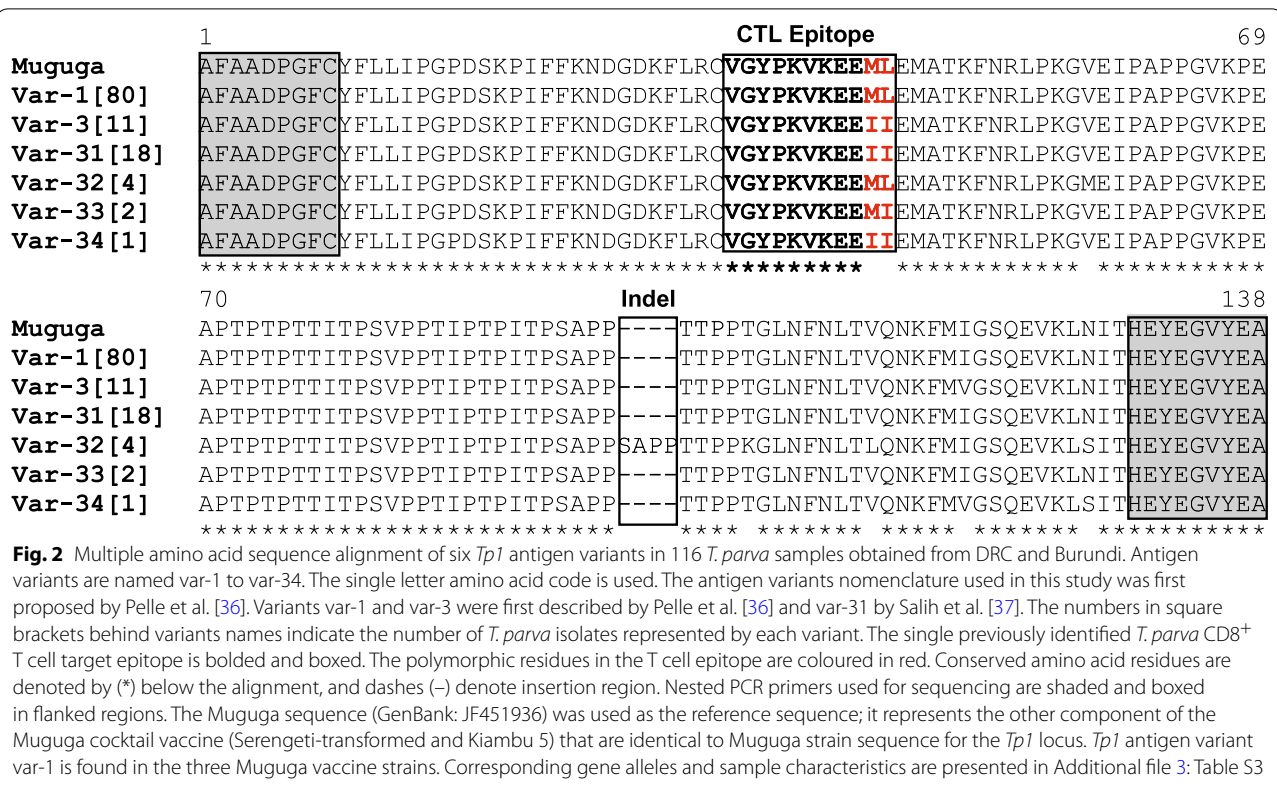 1 CTL Epitope 69
Muguga AFAADPGFCYFLLIPGPDSKPIFFKNDGDKFLRCVGYPKVKEEMLEMATKFNRLPKGVEIPAPPGVKPE
Var-1[80] AFAADPGFCYFLLIPGPDSKPIFFKNDGDKFLRCVGYPKVKEEMLEMATKFNRLPKGVEIPAPPGVKPE
Var-3[11] AFAADPGFCYFLLIPGPDSKPIFFKNDGDKFLRCVGYPKVKEEIIEMATKFNRLPKGVEIPAPPGVKPE
Var-31[18] AFAADPGFCYFLLIPGPDSKPIFFKNDGDKFLRCVGYPKVKEEIIEMATKFNRLPKGVEIPAPPGVKPE
Var-32[4] AFAADPGFCYFLLIPGPDSKPIFFKNDGDKFLRCVGYPKVKEEMLEMATKFNRLPKGMEIPAPPGVKPE
Var-33[2] AFAADPGFCYFLLIPGPDSKPIFFKNDGDKFLRCVGYPKVKEEMIEMATKFNRLPKGVEIPAPPGVKPE
Var-34[1] AFAADPGFCYFLLIPGPDSKPIFFKNDGDKFLRCVGYPKVKEEIIEMATKFNRLPKGVEIPAPPGVKPE
*******************************************  ************ ***********
70 Indel 138
Muguga APTPTPTTITPSVPPTIPTPITPSAPP----TTPPTGLNFNLTVQNKFMIGSQEVKLNITHEYEGVYEA
Var-1[80] APTPTPTTITPSVPPTIPTPITPSAPP----TTPPTGLNFNLTVQNKFMIGSQEVKLNITHEYEGVYEA
Var-3[11] APTPTPTTITPSVPPTIPTPITPSAPP----TTPPTGLNFNLTVQNKFMVGSQEVKLNITHEYEGVYEA
Var-31[18] APTPTPTTITPSVPPTIPTPITPSAPP----TTPPTGLNFNLTVQNKFMIGSQEVKLNITHEYEGVYEA
Var-32[4] APTPTPTTITPSVPPTIPTPITPSAPPSAPPTTPPKGLNFNLTLQNKFMIGSQEVKLSITHEYEGVYEA
Var-33[2] APTPTPTTITPSVPPTIPTPITPSAPP----TTPPTGLNFNLTVQNKFMIGSQEVKLNITHEYEGVYEA
Var-34[1] APTPTPTTITPSVPPTIPTPITPSAPP----TTPPTGLNFNLTVQNKFMVGSQEVKLSITHEYEGVYEA
***************************    **** ******* ***** ******* ***********
Fig. 2 Multiple amino acid sequence alignment of six Tp1 antigen variants in 116 T. parva samples obtained from DRC and Burundi. Antigen
variants are named var-1 to var-34. The single letter amino acid code is used. The antigen variants nomenclature used in this study was first
proposed by Pelle et al. [36]. Variants var-1 and var-3 were first described by Pelle et al. [36] and var-31 by Salih et al. [37]. The numbers in square
brackets behind variants names indicate the number of T. parva isolates represented by each variant. The single previously identified T. parva CD8+
T cell target epitope is bolded and boxed. The polymorphic residues in the T cell epitope are coloured in red. Conserved amino acid residues are
denoted by (*) below the alignment, and dashes (–) denote insertion region. Nested PCR primers used for sequencing are shaded and boxed
in flanked regions. The Muguga sequence (GenBank: JF451936) was used as the reference sequence; it represents the other component of the
Muguga cocktail vaccine (Serengeti-transformed and Kiambu 5) that are identical to Muguga strain sequence for the Tp1 locus. Tp1 antigen variant
var-1 is found in the three Muguga vaccine strains. Corresponding gene alleles and sample characteristics are presented in Additional file 3: Table S3